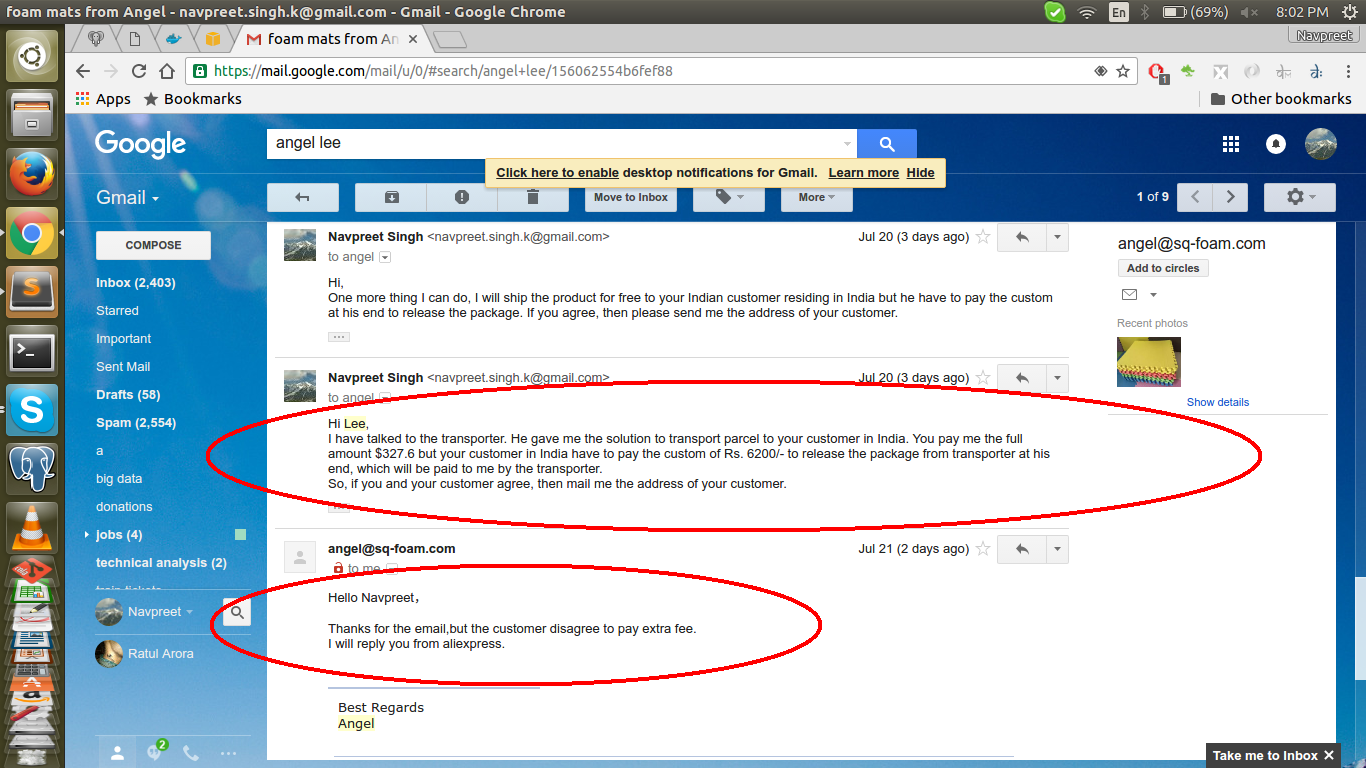 foam mats from Angel - navpreet.singh.k@gmail.com - Gmail - Google Chrome
En
(69%)
8:02 PM
foam mats from An
Navpreet
https://mail.google.com/mail/u/0/#search/angel+lee/156062554b6fef88
1
Apps
Bookmarks
Other bookmarks
Google
angel lee
Click here to enable desktop notifications for Gmail. Learn more Hide
Gmail
Move to Inbox
More
1 of 9
COMPOSE
Inbox (2,403)
Starred
Important
Sent Mail
Drafts (58)
Spam (2,554)
a
big data
donations
jobs (4)
technical analysis (2)
train tickets
Navpreet
Ratul Arora
2
Navpreet Singh <navpreet.singh.k@gmail.com>
Jul 20 (3 days ago)
to angel
Hi,
One more thing I can do, I will ship the product for free to your Indian customer residing in India but he have to pay the custom
at his end to release the package. If you agree, then please send me the address of your customer.
Navpreet Singh <navpreet.singh.k@gmail.com>
Jul 20 (3 days ago)
to angel
Hi Lee,
I have talked to the transporter. He gave me the solution to transport parcel to your customer in India. You pay me the full
amount $327.6 but your customer in India have to pay the custom of Rs. 6200/- to release the package from transporter at his
end, which will be paid to me by the transporter.
So, if you and your customer agree, then mail me the address of your customer.
angel@sq-foam.com
Jul 21 (2 days ago)
to me
Hello Navpreet，
Thanks for the email,but the customer disagree to pay extra fee.
I will reply you from aliexpress.
Best Regards
Angel
angel@sq-foam.com
Add to circles
Recent photos
Show details
Take me to Inbox